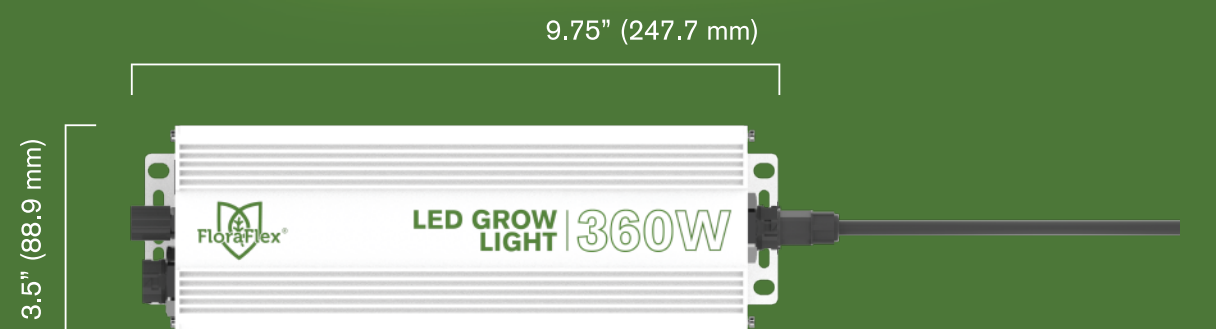 9.75” (247.7 mm)
3.5” (88.9 mm)
FloraFlex®
LED GROW
LIGHT
360W